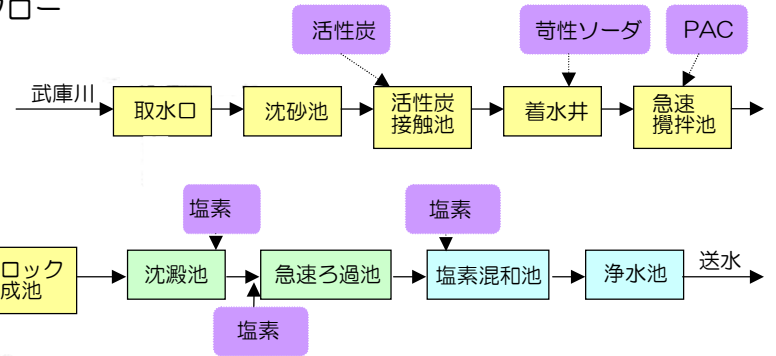 フロー
活性炭
苛性ソーダ
PAC
武庫川
取水口
沈砂池
活性炭
接触池
着水井
急速
攪拌池
塩素
塩素
ロック
成池
沈澱池
急速ろ過池
塩素混和池
浄水池
送水
塩素